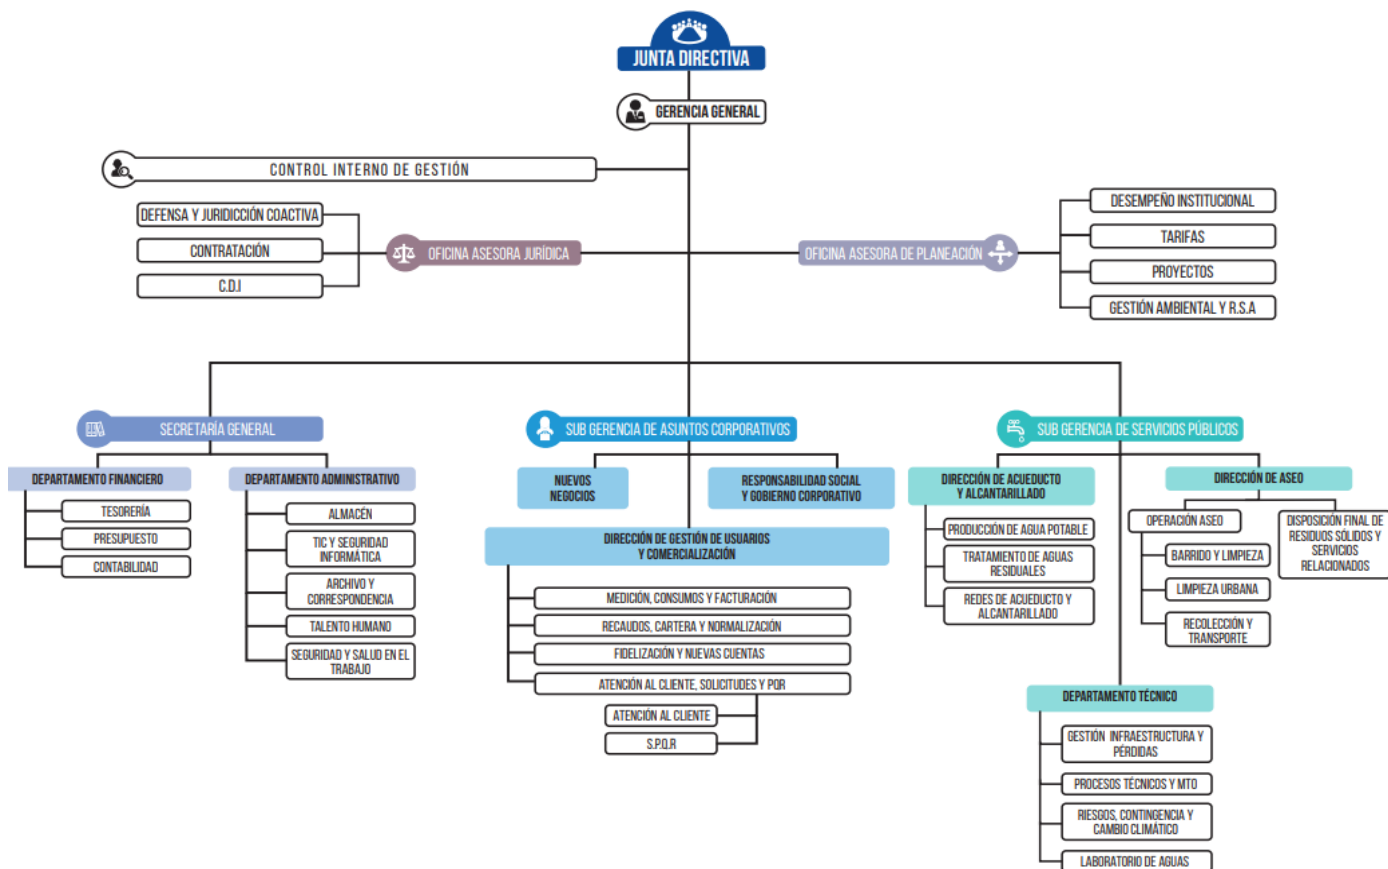 JUNTA DIRECTIVA
GERENCIA GENERAL
CONTROL INTERNO DE GESTIÓN
DEFENSA Y JURIDICCIÓN COACTIVA
CONTRATACIÓN
C.D.I
OFICINA ASESORA JURÍDICA
OFICINA ASESORA DE PLANEACIÓN
DESEMPEÑO INSTITUCIONAL
TARIFAS
PROYECTOS
GESTIÓN AMBIENTAL Y R.S.A
SECRETARÍA GENERAL
DEPARTAMENTO FINANCIERO
TESORERÍA
PRESUPUESTO
CONTABILIDAD
DEPARTAMENTO ADMINISTRATIVO
ALMACÉN
TIC Y SEGURIDAD
INFORMÁTICA
ARCHIVO Y
CORRESPONDENCIA
TALENTO HUMANO
SEGURIDAD Y SALUD EN EL
TRABAJO
SUB GERENCIA DE ASUNTOS CORPORATIVOS
NUEVOS
NEGOCIOS
RESPONSABILIDAD SOCIAL
Y GOBIERNO CORPORATIVO
DIRECCIÓN DE GESTIÓN DE USUARIOS
Y COMERCIALIZACIÓN
MEDICIÓN, CONSUMOS Y FACTURACIÓN
RECAUDOS, CARTERA Y NORMALIZACIÓN
FIDELIZACIÓN Y NUEVAS CUENTAS
ATENCIÓN AL CLIENTE, SOLICITUDES Y PQR
ATENCIÓN AL CLIENTE
S.P.Q.R
SUB GERENCIA DE SERVICIOS PÚBLICOS
DIRECCIÓN DE ACUEDUCTO
Y ALCANTARILLADO
PRODUCCIÓN DE AGUA POTABLE
TRATAMIENTO DE AGUAS
RESIDUALES
REDES DE ACUEDUCTO Y
ALCANTARILLADO
DIRECCIÓN DE ASEO
OPERACIÓN ASEO
BARRIDO Y LIMPIEZA
LIMPIEZA URBANA
RECOLECCIÓN Y
TRANSPORTE
DISPOSICIÓN FINAL DE
RESIDUOS SÓLIDOS Y
SERVICIOS
RELACIONADOS
DEPARTAMENTO TÉCNICO
GESTIÓN INFRAESTRUCTURA Y
PÉRDIDAS
PROCESOS TÉCNICOS Y MTO
RIESGOS, CONTINGENCIA Y
CAMBIO CLIMÁTICO
LABORATORIO DE AGUAS